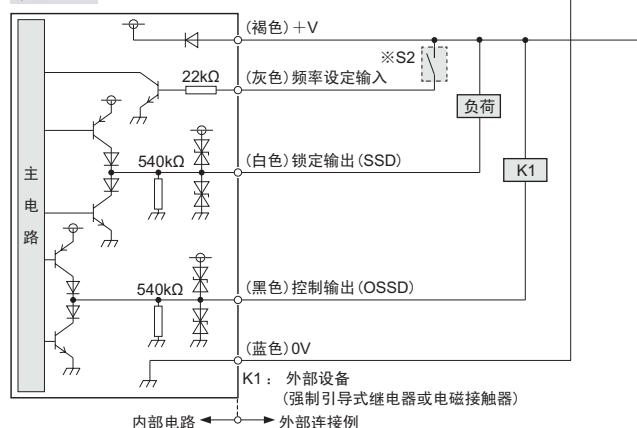 (褐色)＋V
※S2
22kΩ
(灰色)频率设定输入
负荷
540kΩ
(白色)锁定输出(SSD)
K1
主电路
540kΩ
(黑色)控制输出(OSSD)
(蓝色)0V
K1： 外部设备
(强制引导式继电器或电磁接触器)
内部电路 外部连接例